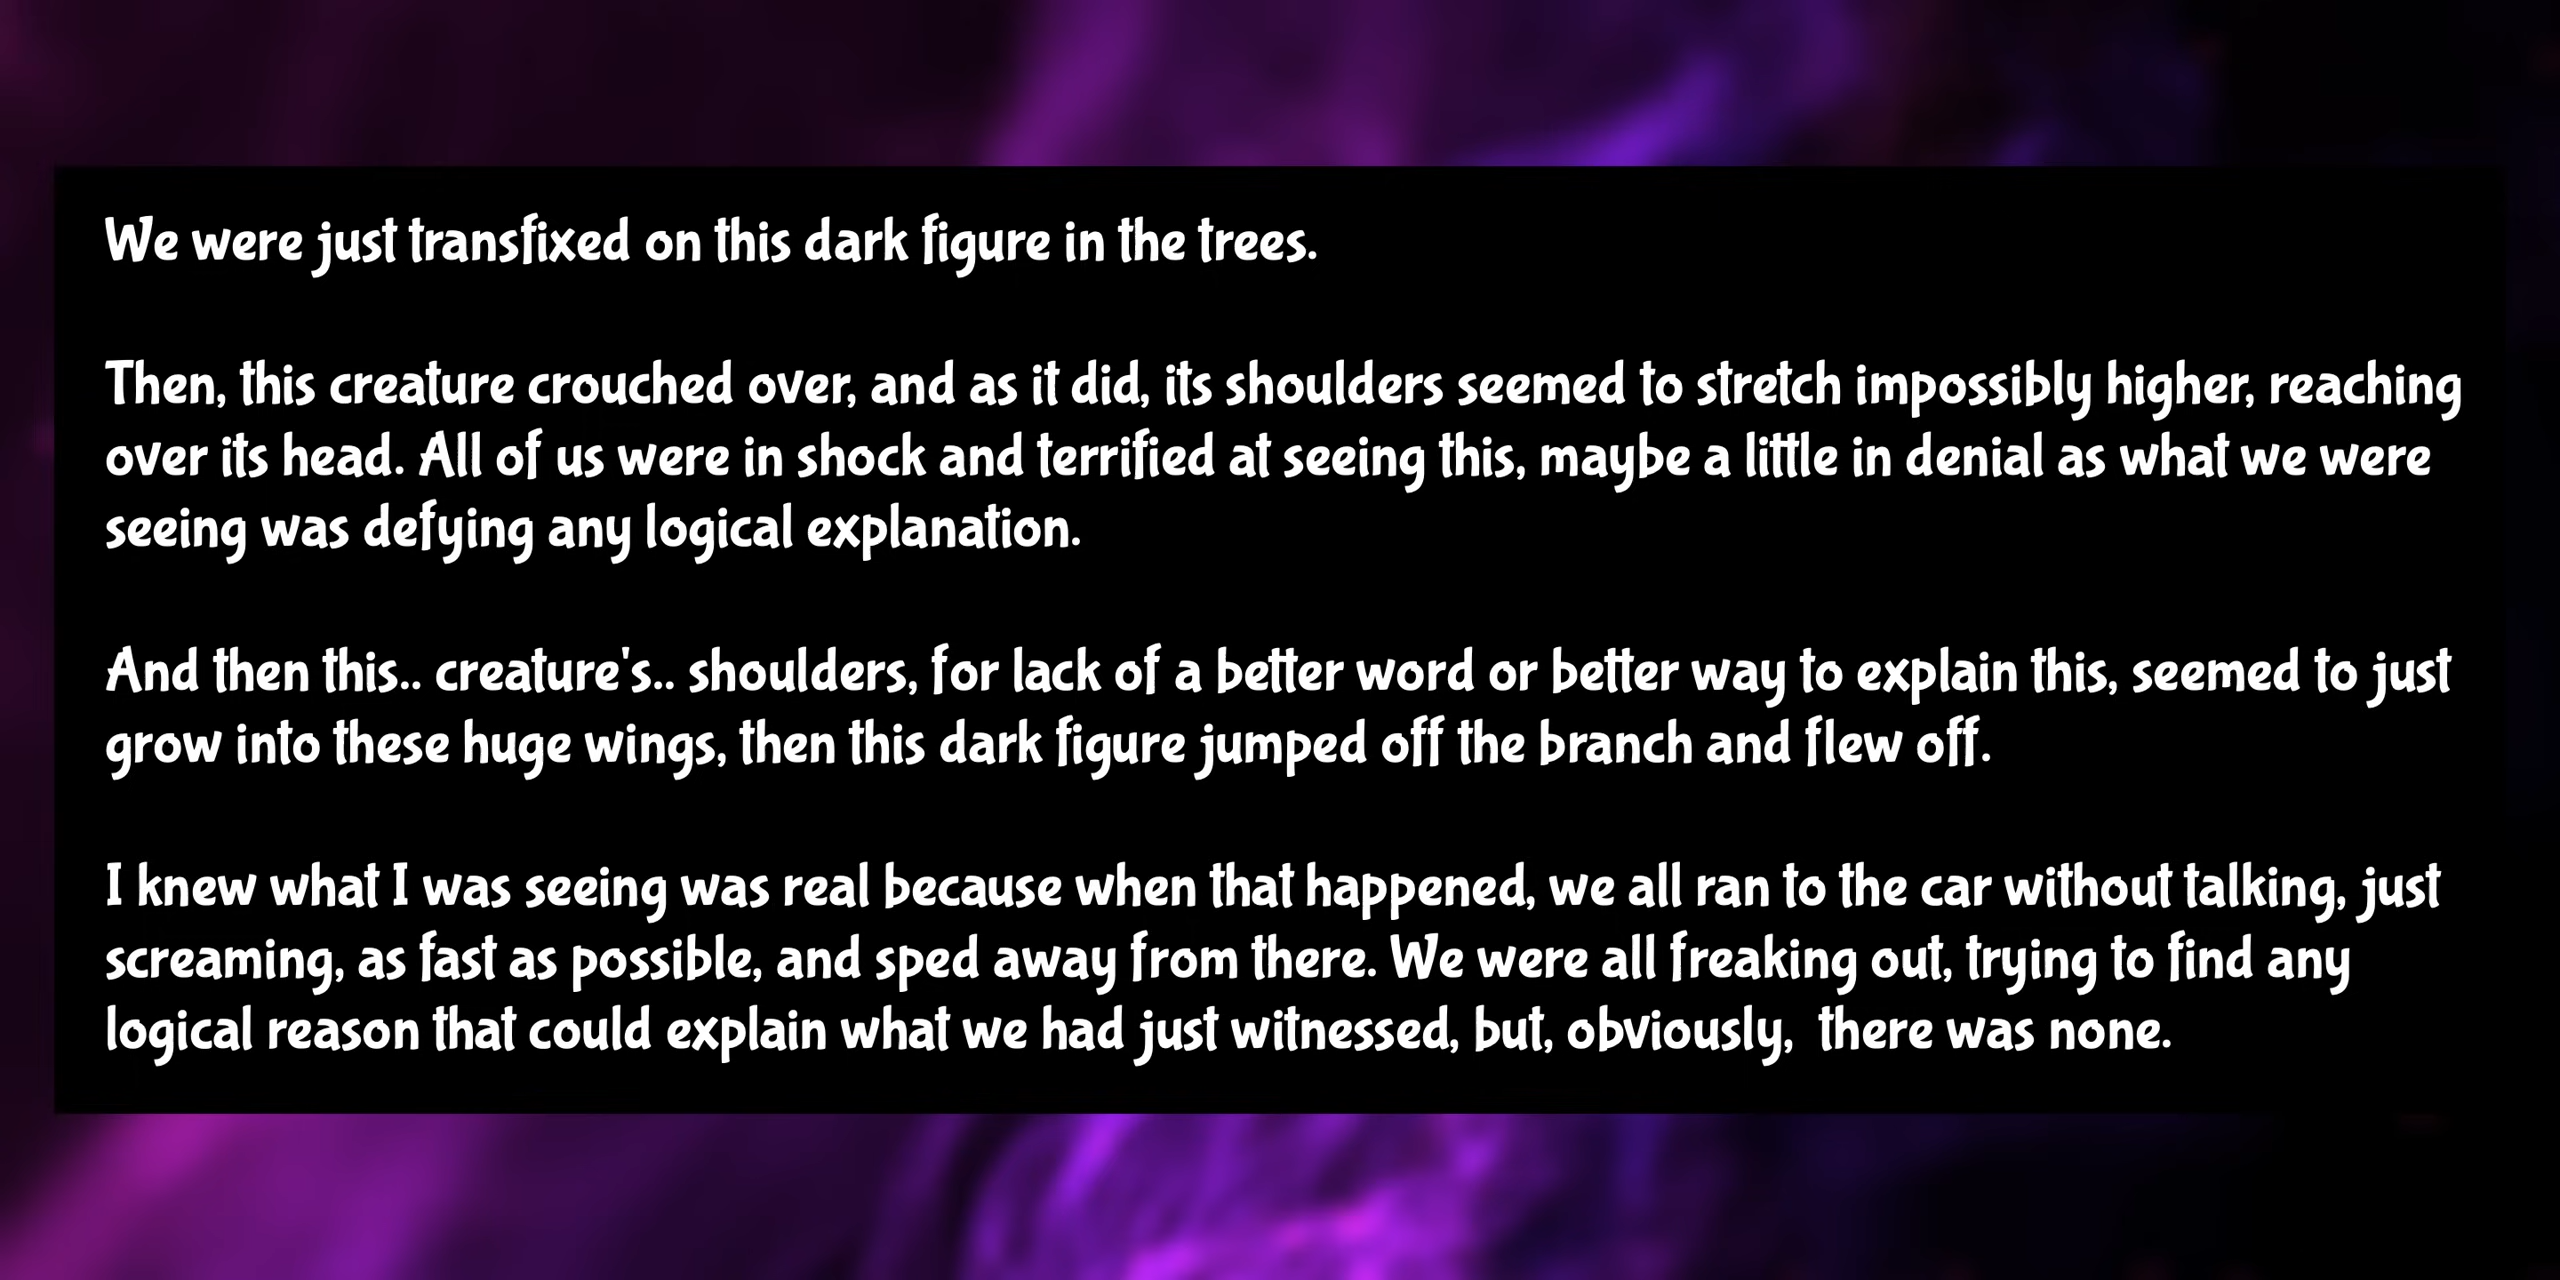 We were just transfixed on this dark figure in the trees.
Then, this creature crouched over, and as it did, its shoulders seemed to stretch impossibly higher, reaching
over its head. All of us were in shock and terrified at seeing this, maybe a little in denial as what we were
seeing was defying any logical explanation.
And then this.. creature's.. shoulders, for lack of a better word or better way to explain this, seemed to just
grow into these huge wings, then this dark figure jumped off the branch and flew off.
I knew what I was seeing was real because when that happened, we all ran to the car without talking, just
screaming, as fast as possible, and sped away from there. We were all freaking out, trying to find any
logical reason that could explain what we had just witnessed, but, obviously,  there was none.